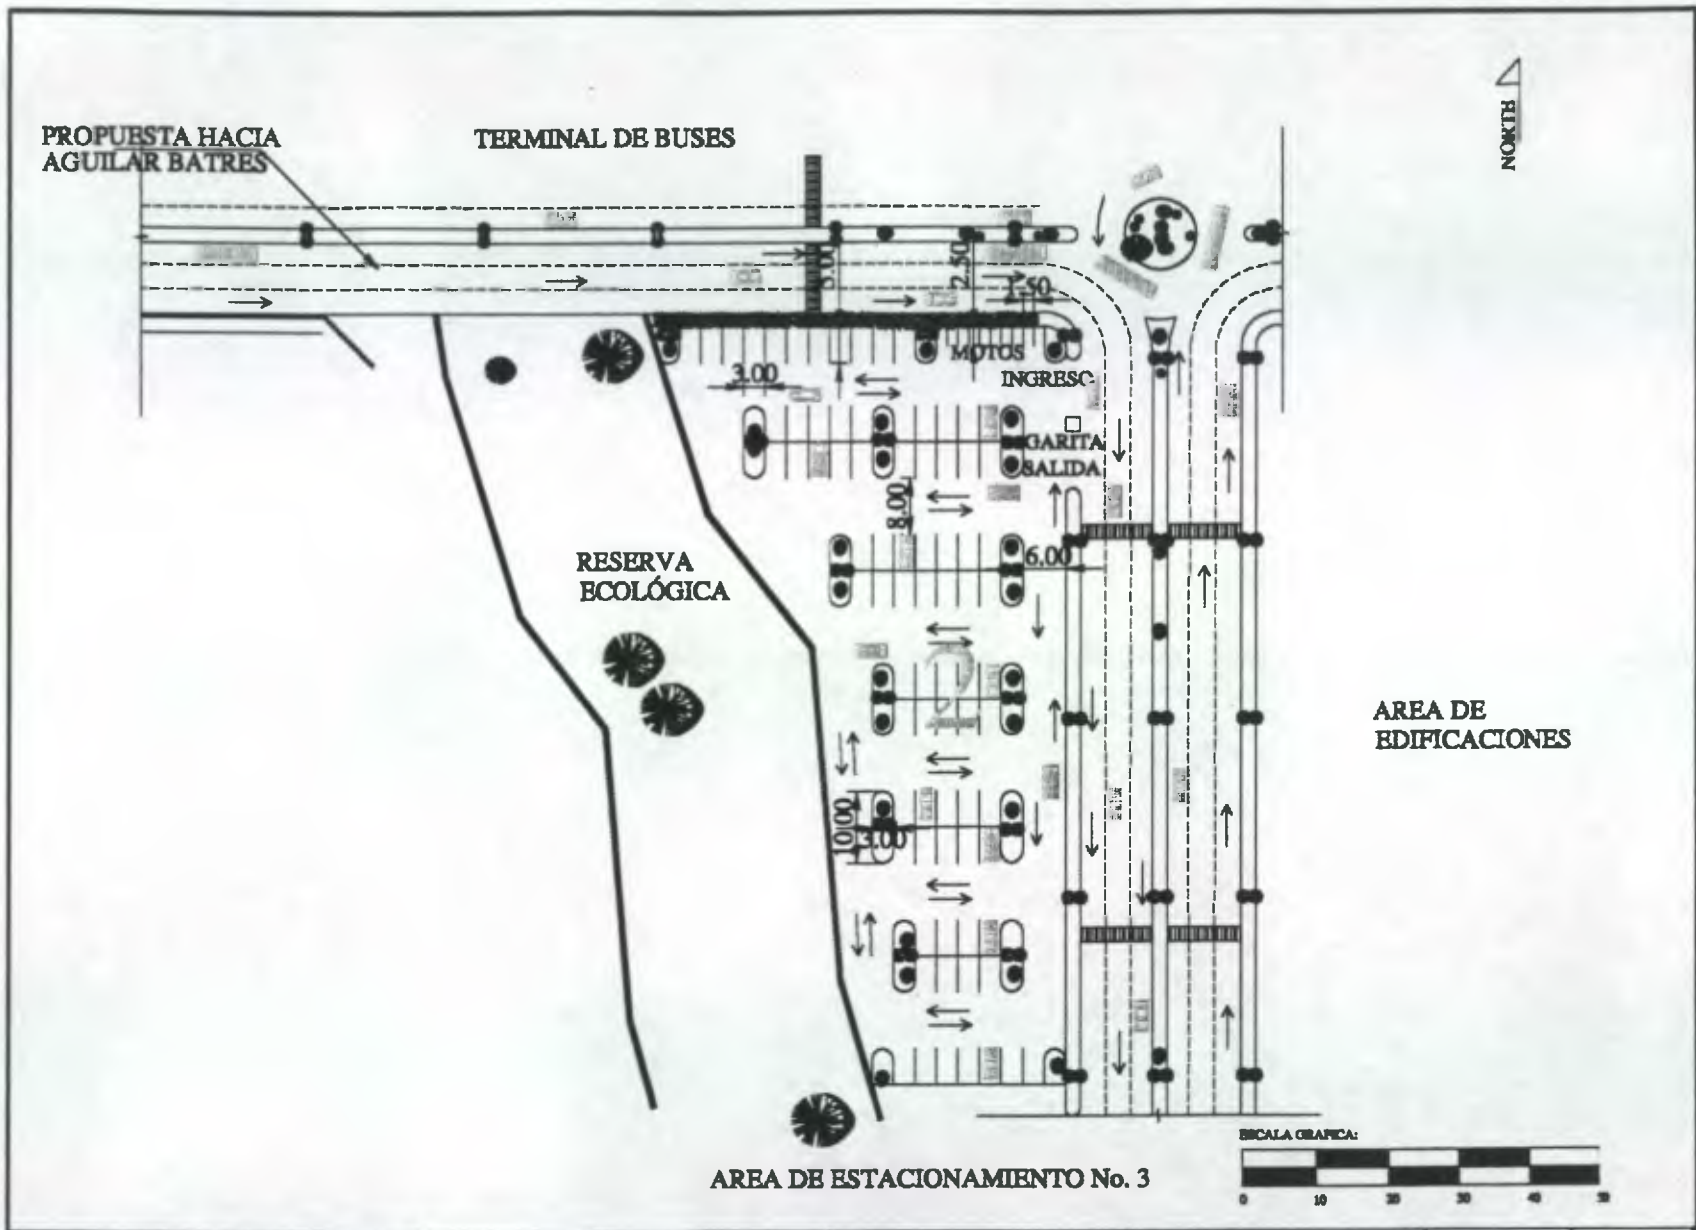 NORTH
PROPUESTA HACIA
AGUILAR BATRES
TERMINAL DE BUSES
5.00
2.50
1.50
MOTOS
INGRESO
3.00
GARITA
SALIDA
8.00
6.00
RESERVA
ECOLÓGICA
AREA DE
EDIFICACIONES
10.00
3.00
ESCALA GRAFICA:
0 10 20 30 40 50
AREA DE ESTACIONAMIENTO No. 3